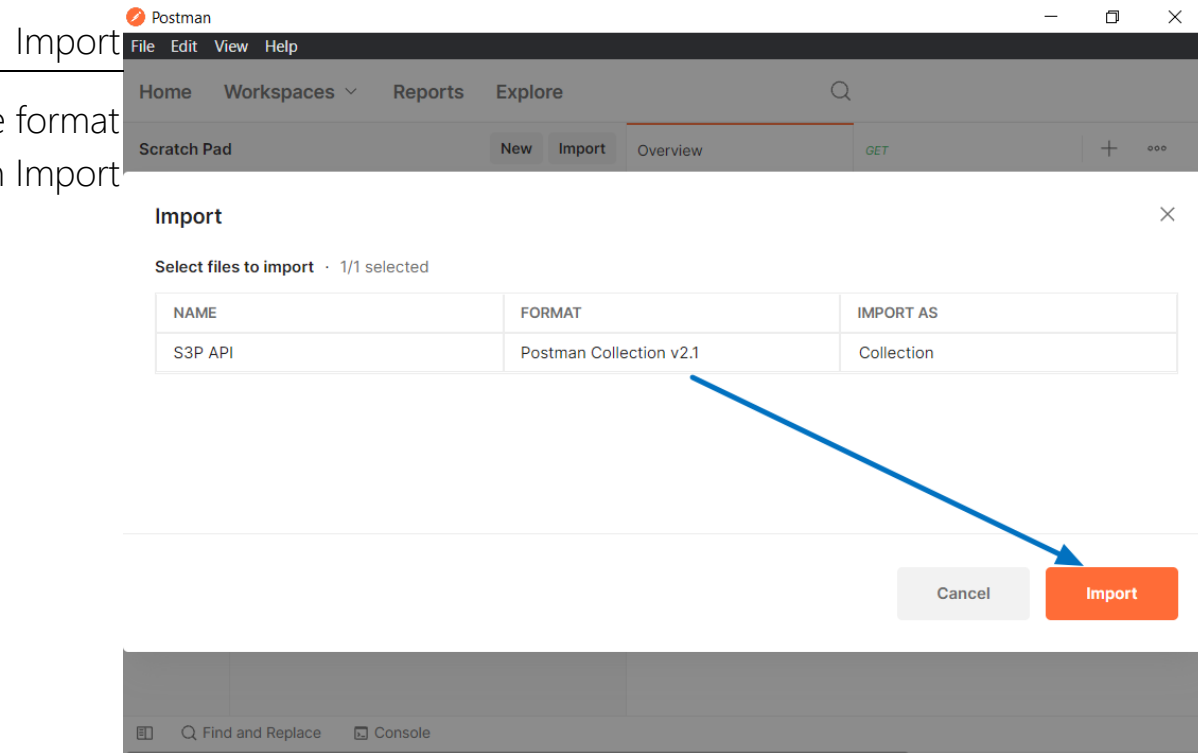 Import
e format
n Import
Postman
File Edit View Help
Home Workspaces Reports Explore
Scratch Pad New Import Overview GET
Import
Select files to import · 1/1 selected
NAME FORMAT IMPORT AS
S3P API Postman Collection v2.1 Collection
Cancel Import
Find and Replace Console